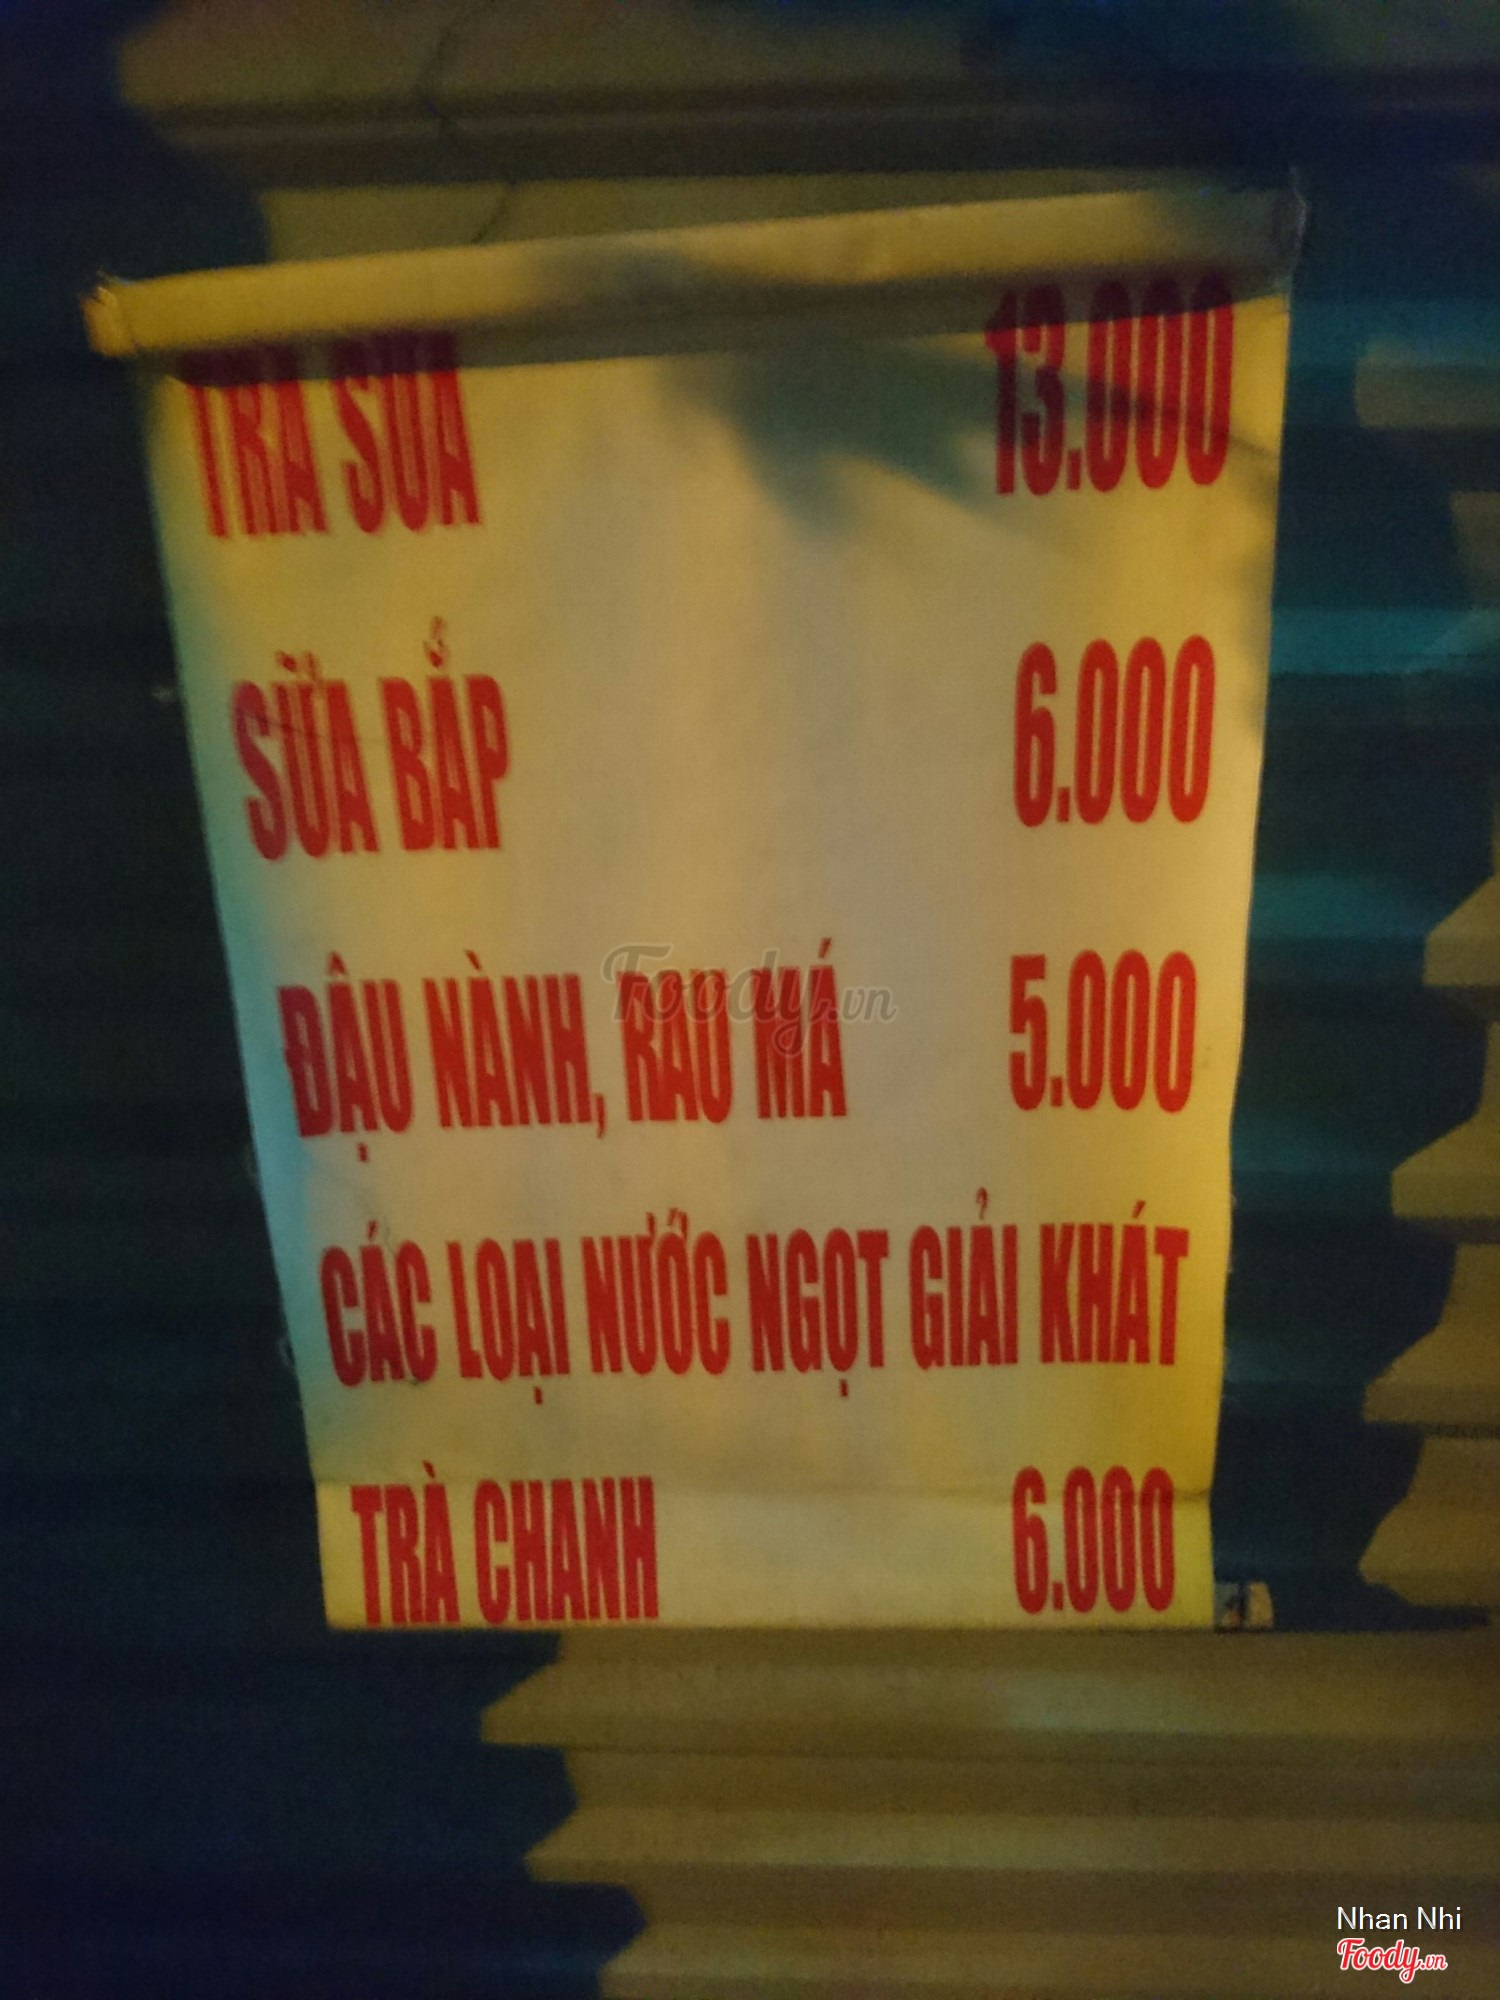 TRÀ SỮA 13.000
SỮA BẮP 6.000
ĐẬU NÀNH, RAU MÁ 5.000
CÁC LOẠI NƯỚC NGỌT GIẢI KHÁT
TRÀ CHANH 6.000
Foody.vn
Nhan Nhi
Foody.vn